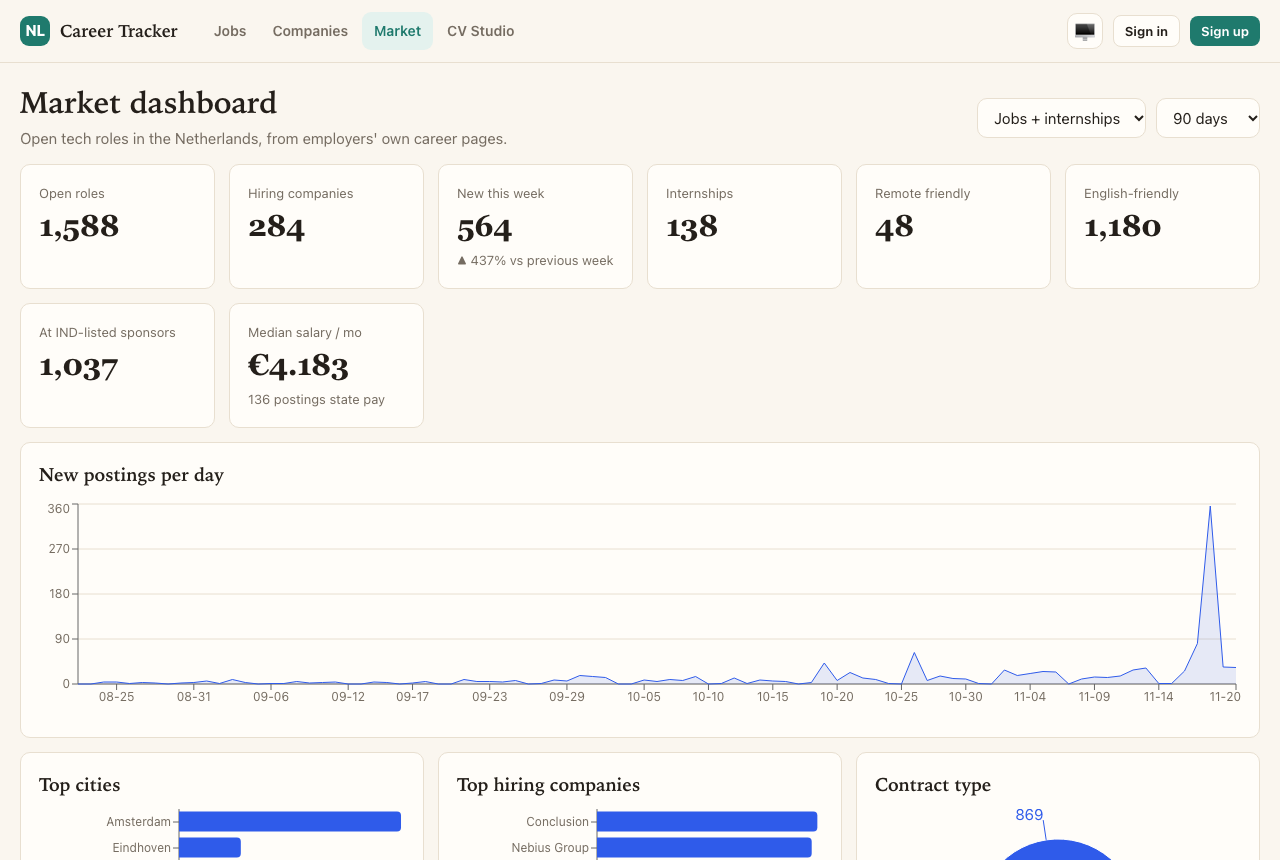 NL Career Tracker Jobs Companies Market CV Studio Sign in Sign up
Market dashboard
Open tech roles in the Netherlands, from employers' own career pages.
Jobs + internships 90 days
Open roles
1,588
Hiring companies
284
New this week
564
▲ 437% vs previous week
Internships
138
Remote friendly
48
English-friendly
1,180
At IND-listed sponsors
1,037
Median salary / mo
€4.183
136 postings state pay
New postings per day
360
270
180
90
0
08-25 08-31 09-06 09-12 09-17 09-23 09-29 10-05 10-10 10-15 10-20 10-25 10-30 11-04 11-09 11-14 11-20
Top cities
Amsterdam
Eindhoven
Top hiring companies
Conclusion
Nebius Group
Contract type
869